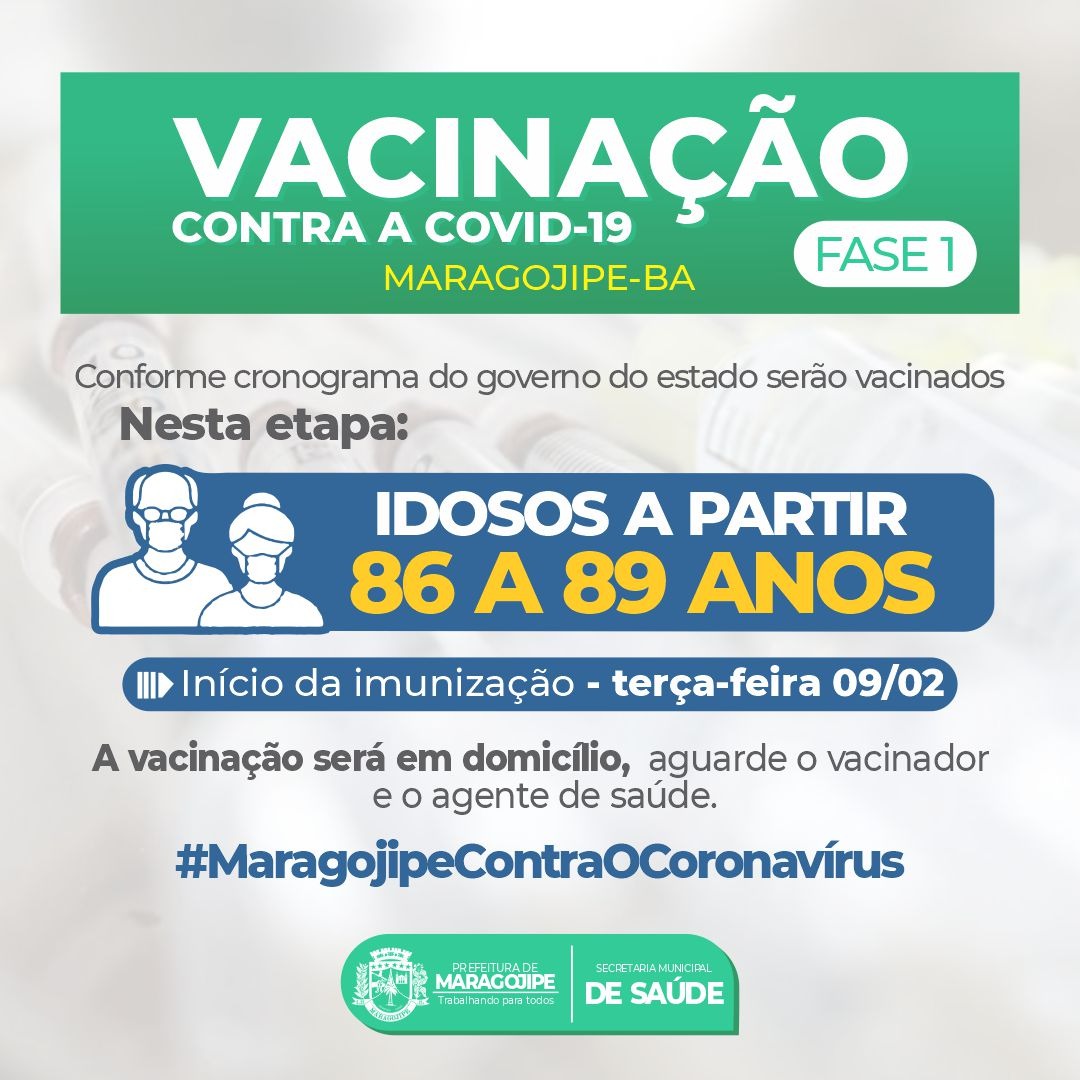 VACINAÇÃO
CONTRA A COVID-19
FASE 1
MARAGOJIPE-BA
Conforme cronograma do governo do estado serão vacinados
Nesta etapa:
IDOSOS A PARTIR
86 A 89 ANOS
Início da imunização - terça-feira 09/02
A vacinação será em domicílio, aguarde o vacinador
e o agente de saúde.
#MaragojipeContraOCoronavírus
PREFEITURA DE
MARAGOJIPE
Trabalhando para todos
SECRETARIA MUNICIPAL
DE SAÚDE
MARAGOJIPE